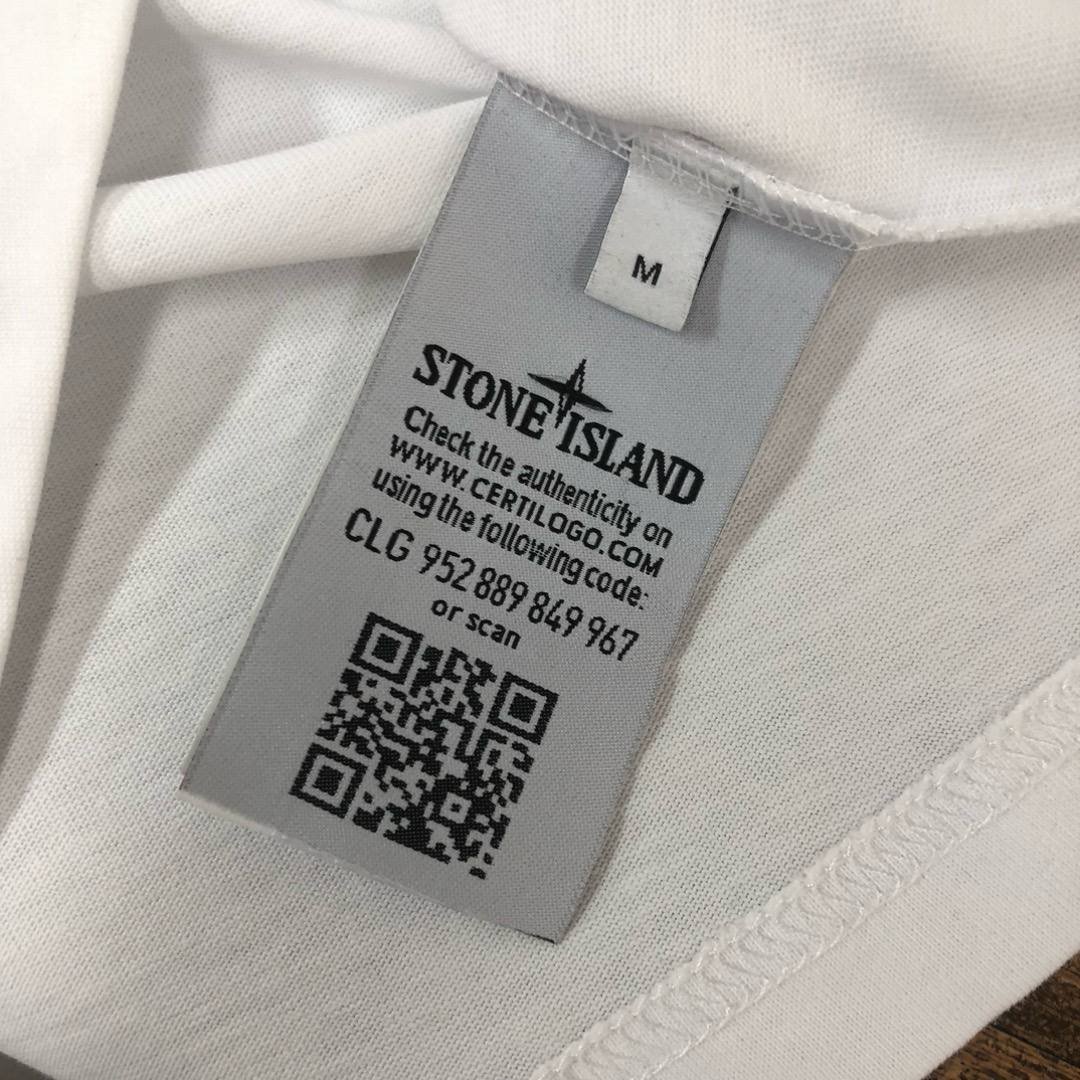 M
STONE ISLAND
Check the authenticity on
WWW.CERTILOGO.COM
using the following code:
CLG 952 889 849 967
or scan